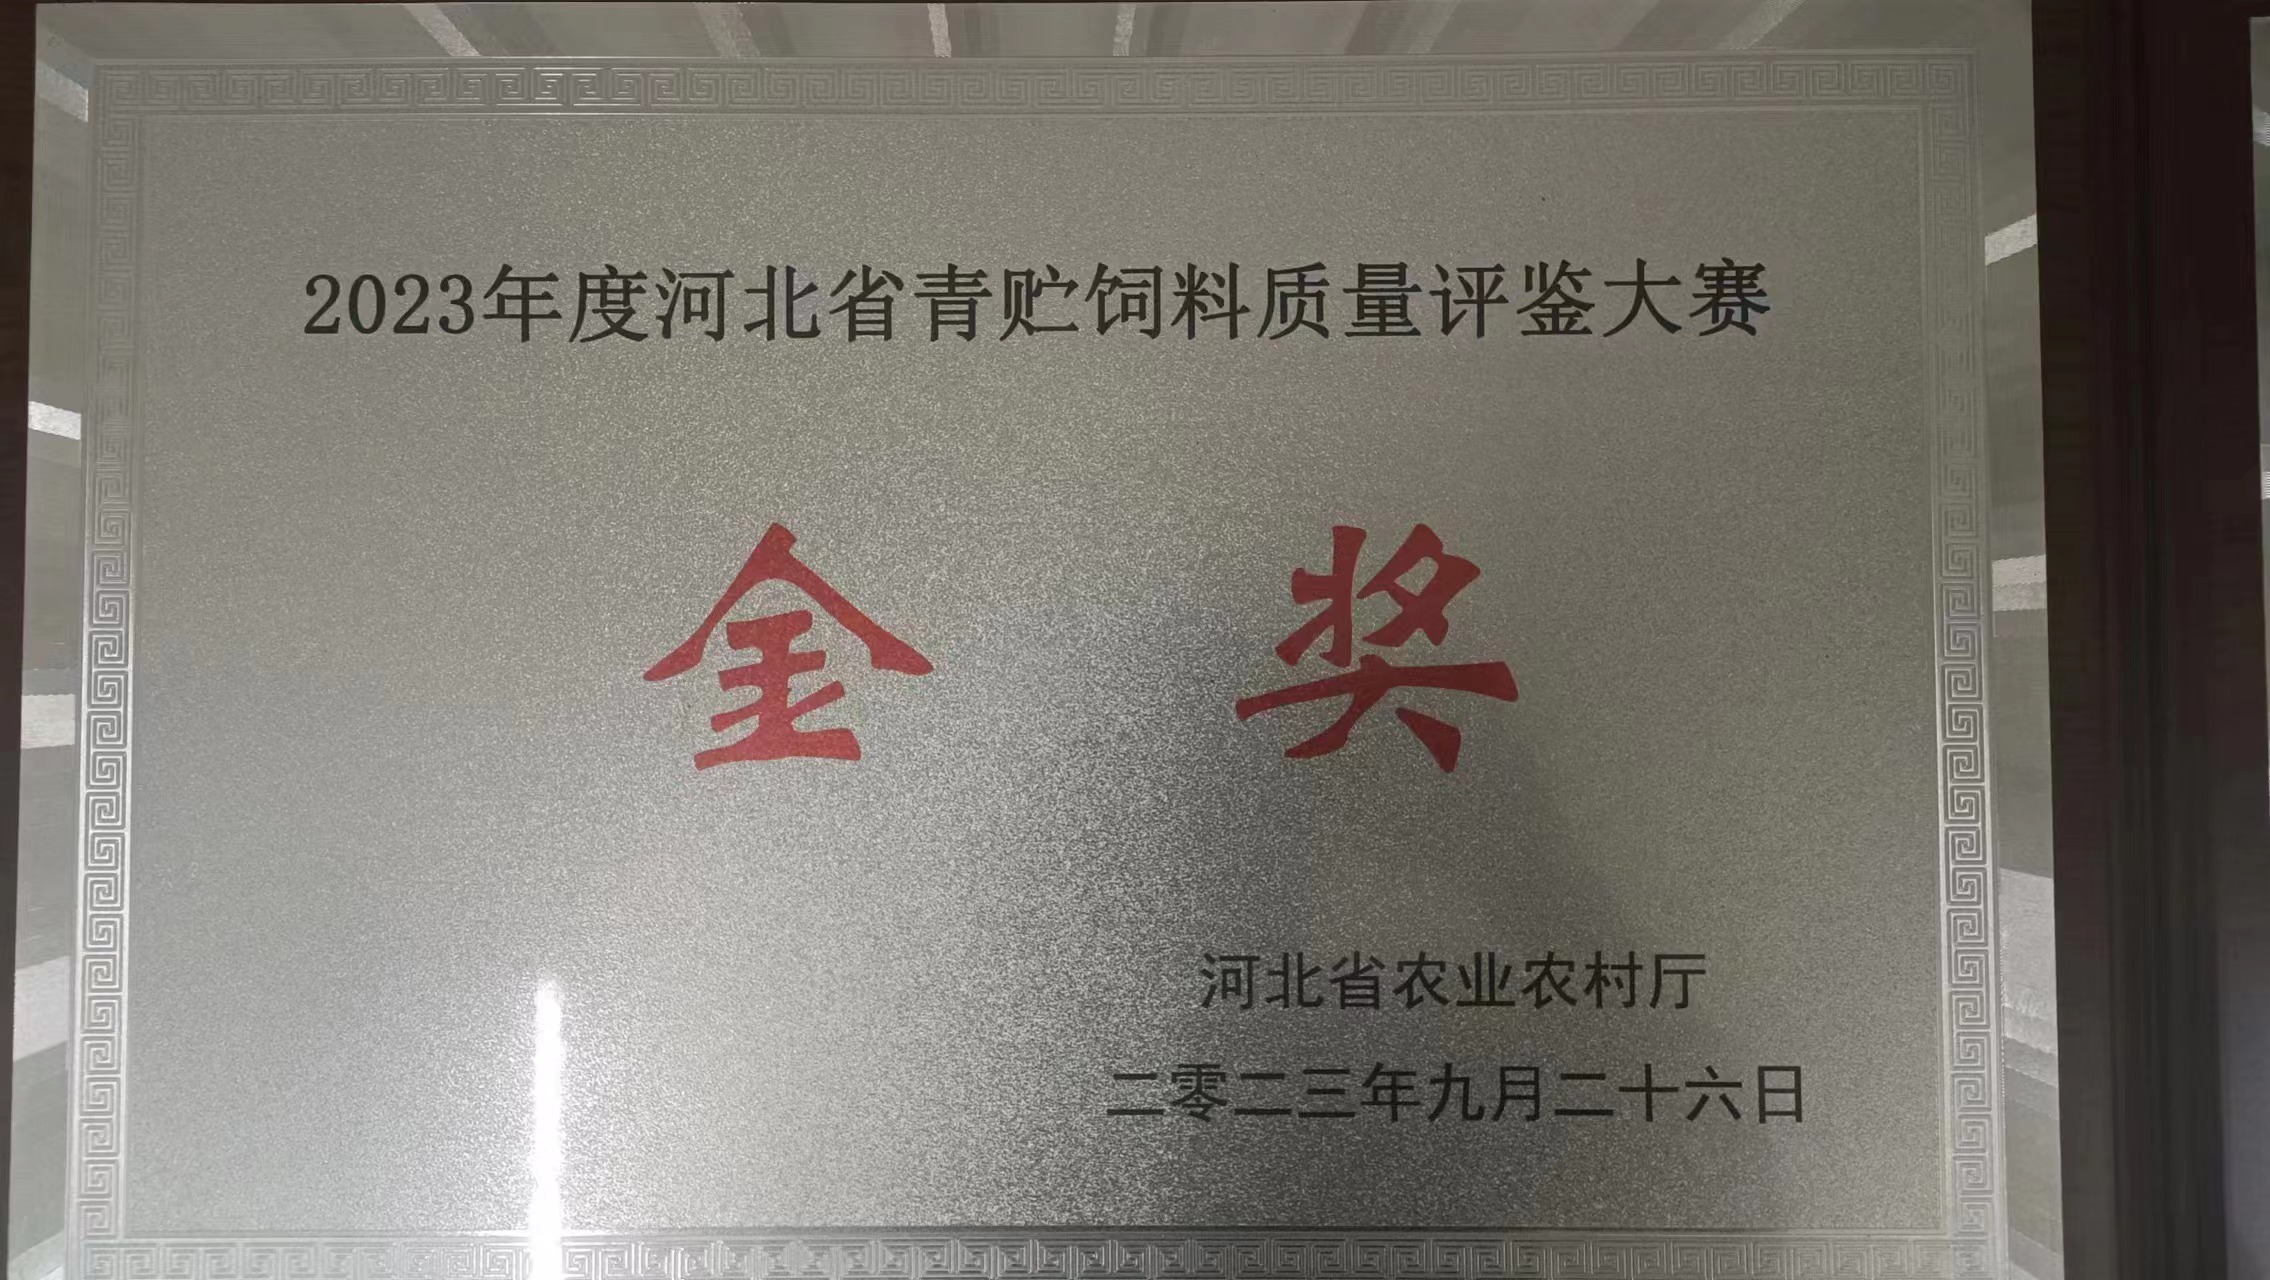 2023年度河北省青贮饲料质量评鉴大赛
金奖
河北省农业农村厅
二零二三年九月二十六日